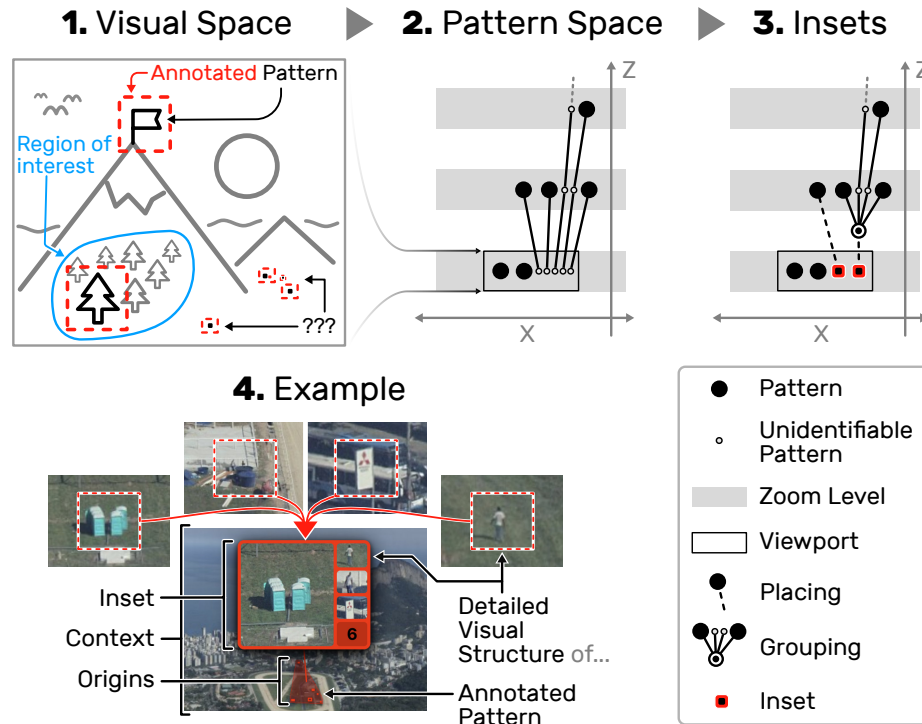 1. Visual Space
2. Pattern Space
3. Insets
Annotated Pattern
Region of
interest
???
Z
X
Z
X
4. Example
Inset
Context
Origins
6
Detailed
Visual
Structure of...
Annotated
Pattern
Pattern
Unidentifiable
Pattern
Zoom Level
Viewport
Placing
Grouping
Inset